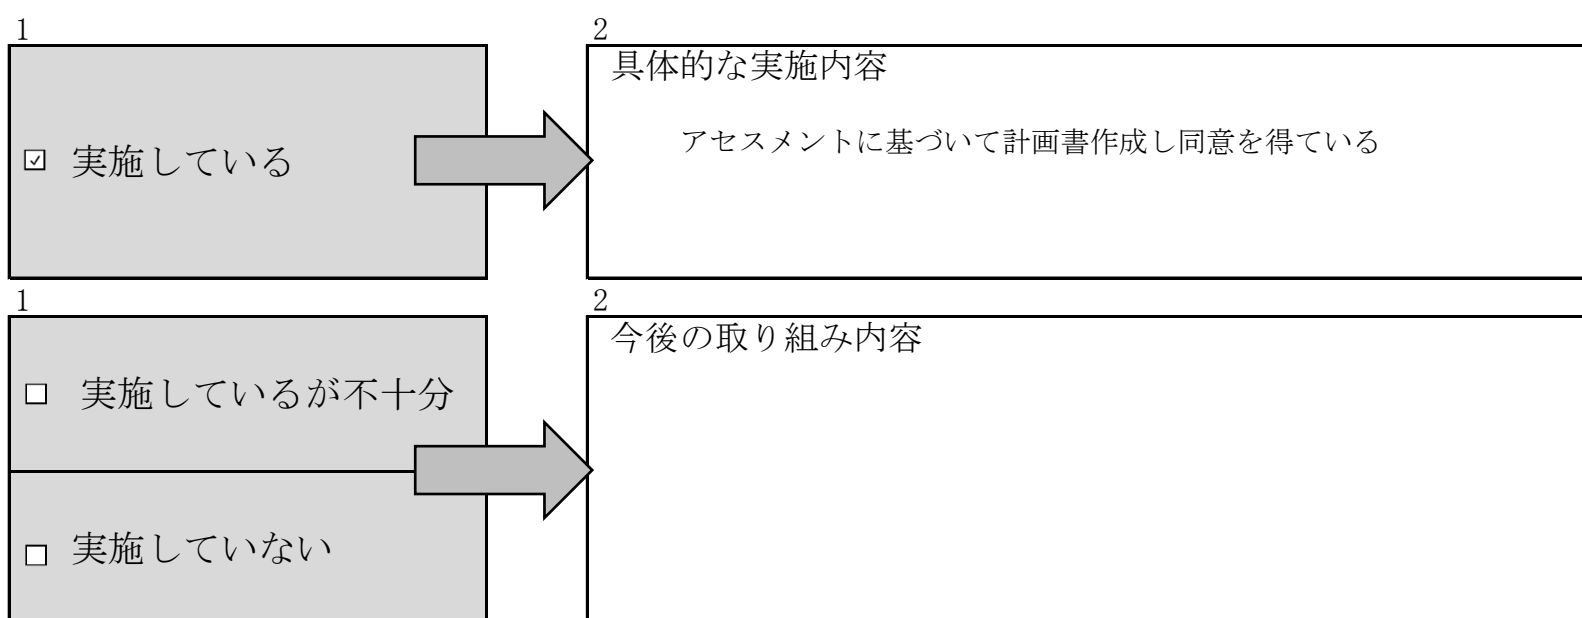 1
2
☑ 実施している
具体的な実施内容
アセスメントに基づいて計画書作成し同意を得ている
1
2
□ 実施しているが不十分
□ 実施していない
今後の取り組み内容